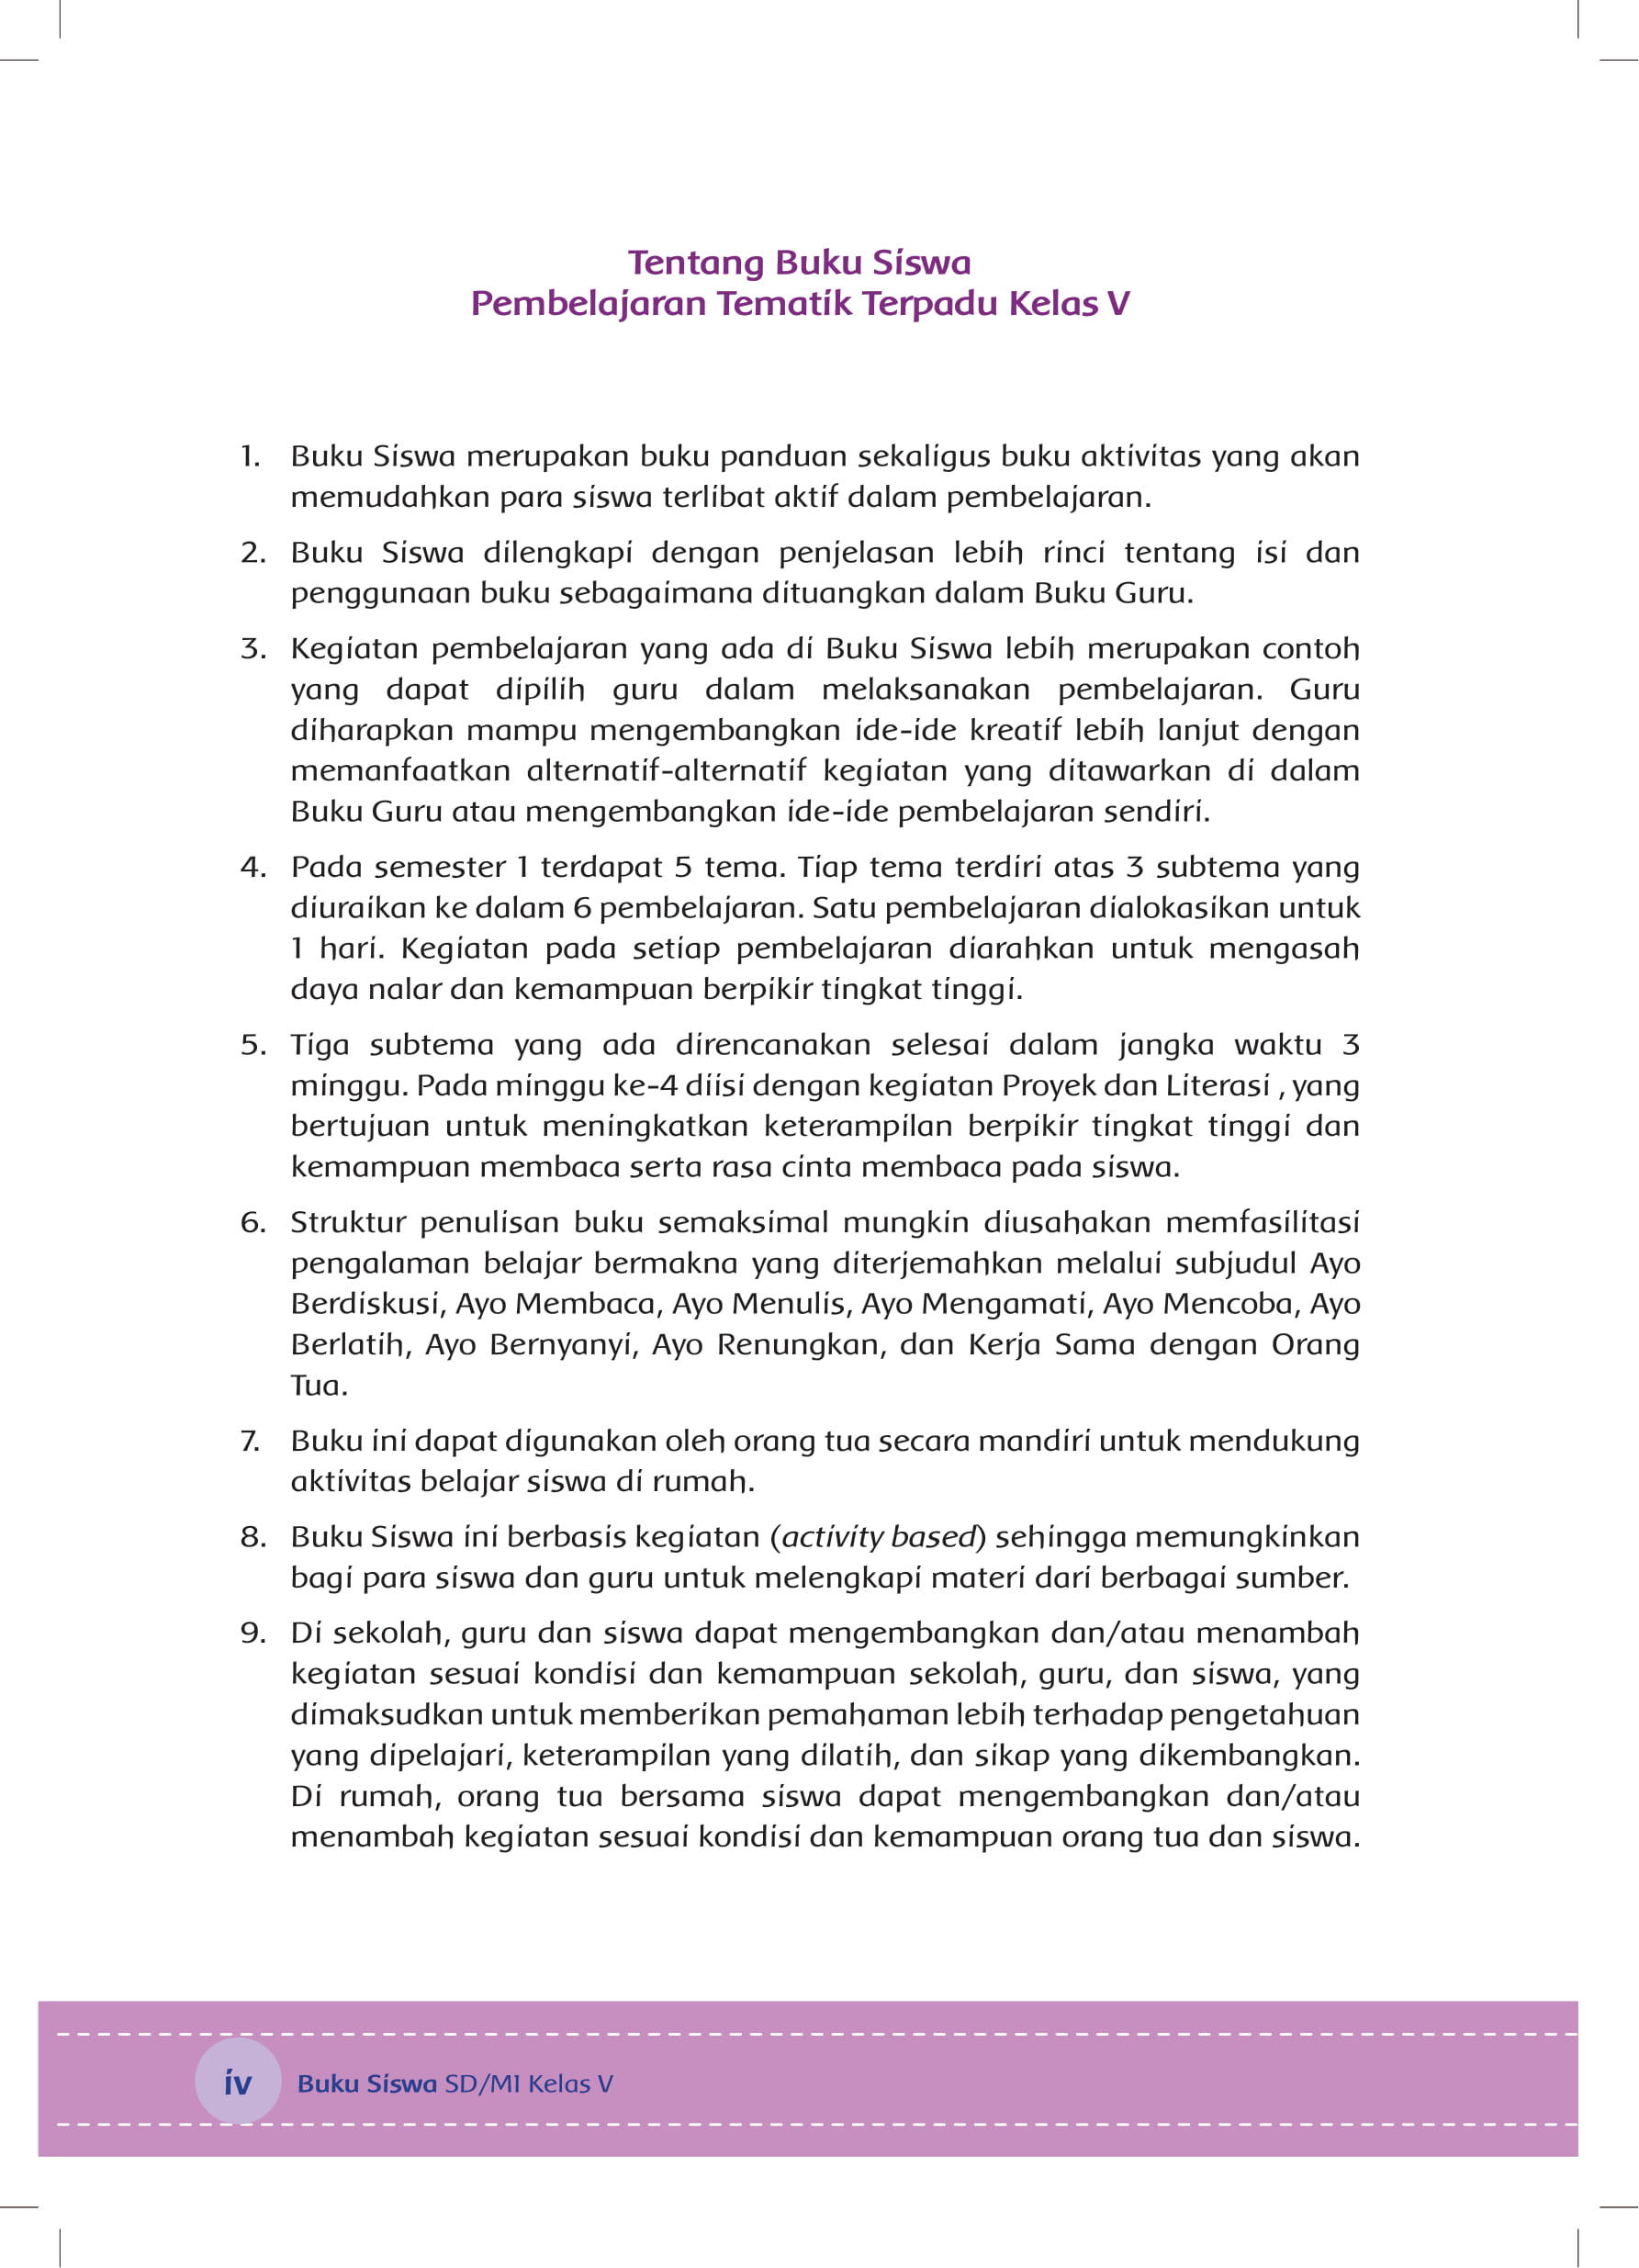 Tentang Buku Siswa
Pembelajaran Tematik Terpadu Kelas V
1. Buku Siswa merupakan buku panduan sekaligus buku aktivitas yang akan
memudahkan para siswa terlibat aktif dalam pembelajaran.
2. Buku Siswa dilengkapi dengan penjelasan lebih rinci tentang isi dan
penggunaan buku sebagaimana dituangkan dalam Buku Guru.
3. Kegiatan pembelajaran yang ada di Buku Siswa lebih merupakan contoh
yang dapat dipilih guru dalam melaksanakan pembelajaran. Guru
diharapkan mampu mengembangkan ide-ide kreatif lebih lanjut dengan
memanfaatkan alternatif-alternatif kegiatan yang ditawarkan di dalam
Buku Guru atau mengembangkan ide-ide pembelajaran sendiri.
4. Pada semester 1 terdapat 5 tema. Tiap tema terdiri atas 3 subtema yang
diuraikan ke dalam 6 pembelajaran. Satu pembelajaran dialokasikan untuk
1 hari. Kegiatan pada setiap pembelajaran diarahkan untuk mengasah
daya nalar dan kemampuan berpikir tingkat tinggi.
5. Tiga subtema yang ada direncanakan selesai dalam jangka waktu 3
minggu. Pada minggu ke-4 diisi dengan kegiatan Proyek dan Literasi , yang
bertujuan untuk meningkatkan keterampilan berpikir tingkat tinggi dan
kemampuan membaca serta rasa cinta membaca pada siswa.
6. Struktur penulisan buku semaksimal mungkin diusahakan memfasilitasi
pengalaman belajar bermakna yang diterjemahkan melalui subjudul Ayo
Berdiskusi, Ayo Membaca, Ayo Menulis, Ayo Mengamati, Ayo Mencoba, Ayo
Berlatih, Ayo Bernyanyi, Ayo Renungkan, dan Kerja Sama dengan Orang
Tua.
7. Buku ini dapat digunakan oleh orang tua secara mandiri untuk mendukung
aktivitas belajar siswa di rumah.
8. Buku Siswa ini berbasis kegiatan (activity based) sehingga memungkinkan
bagi para siswa dan guru untuk melengkapi materi dari berbagai sumber.
9. Di sekolah, guru dan siswa dapat mengembangkan dan/atau menambah
kegiatan sesuai kondisi dan kemampuan sekolah, guru, dan siswa, yang
dimaksudkan untuk memberikan pemahaman lebih terhadap pengetahuan
yang dipelajari, keterampilan yang dilatih, dan sikap yang dikembangkan.
Di rumah, orang tua bersama siswa dapat mengembangkan dan/atau
menambah kegiatan sesuai kondisi dan kemampuan orang tua dan siswa.
iv Buku Siswa SD/MI Kelas V